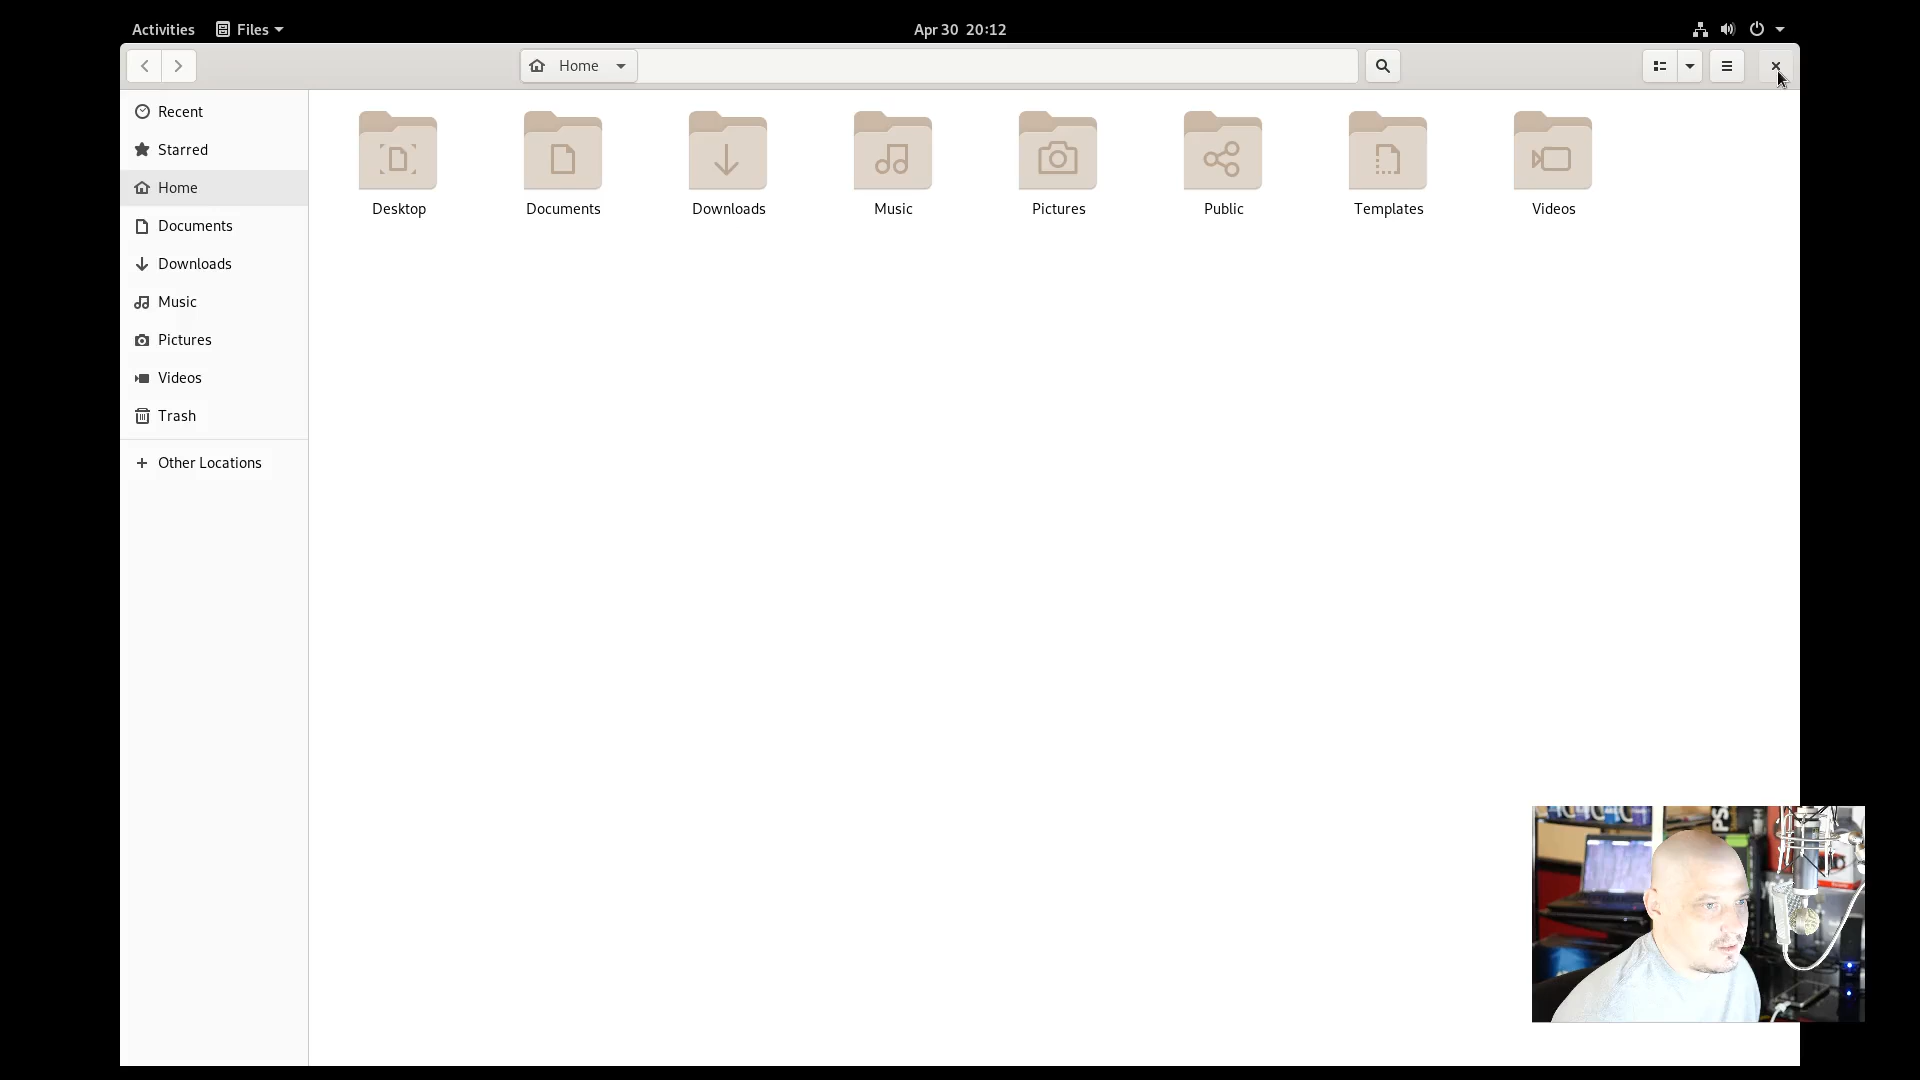 Activities Files Apr 30 20:12
Home
Recent
Starred
Home
Documents
Downloads
Music
Pictures
Videos
Trash
Other Locations
Desktop Documents Downloads Music Pictures Public Templates Videos